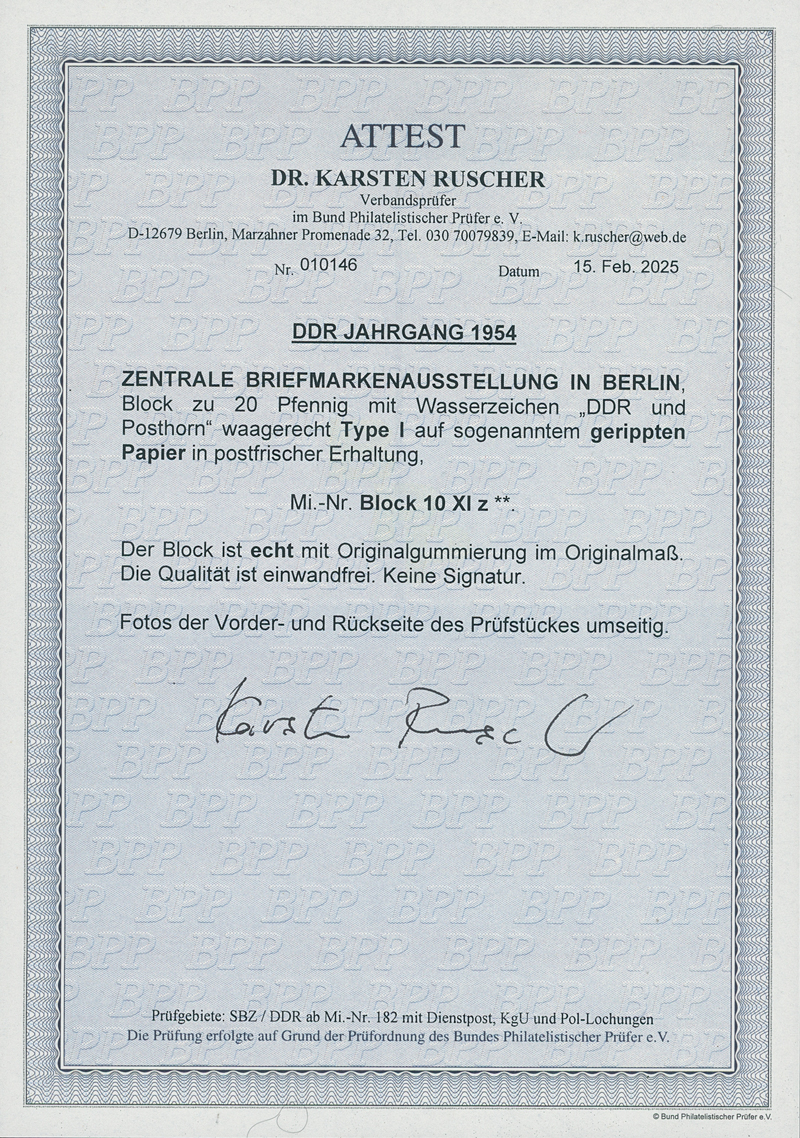 ATTEST
DR. KARSTEN RUSCHER
Verbandsprüfer
im Bund Philatelistischer Prüfer e. V.
D-12679 Berlin, Marzahner Promenade 32, Tel. 030 70079839, E-Mail: k.ruscher@web.de
Nr. 010146 Datum 15. Feb. 2025
DDR JAHRGANG 1954
ZENTRALE BRIEFMARKENAUSSTELLUNG IN BERLIN,
Block zu 20 Pfennig mit Wasserzeichen „DDR und
Posthorn“ waagerecht Type I auf sogenanntem gerippten
Papier in postfrischer Erhaltung,
Mi.-Nr. Block 10 XI z **.
Der Block ist echt mit Originalgummierung im Originalmaß.
Die Qualität ist einwandfrei. Keine Signatur.
Fotos der Vorder- und Rückseite des Prüfstückes umseitig.
Karsten Ruscher
Prüfgebiete: SBZ / DDR ab Mi.-Nr. 182 mit Dienstpost, KgU und Pol-Lochungen
Die Prüfung erfolgte auf Grund der Prüfordnung des Bundes Philatelistischer Prüfer e.V.
© Bund Philatelistischer Prüfer e.V.